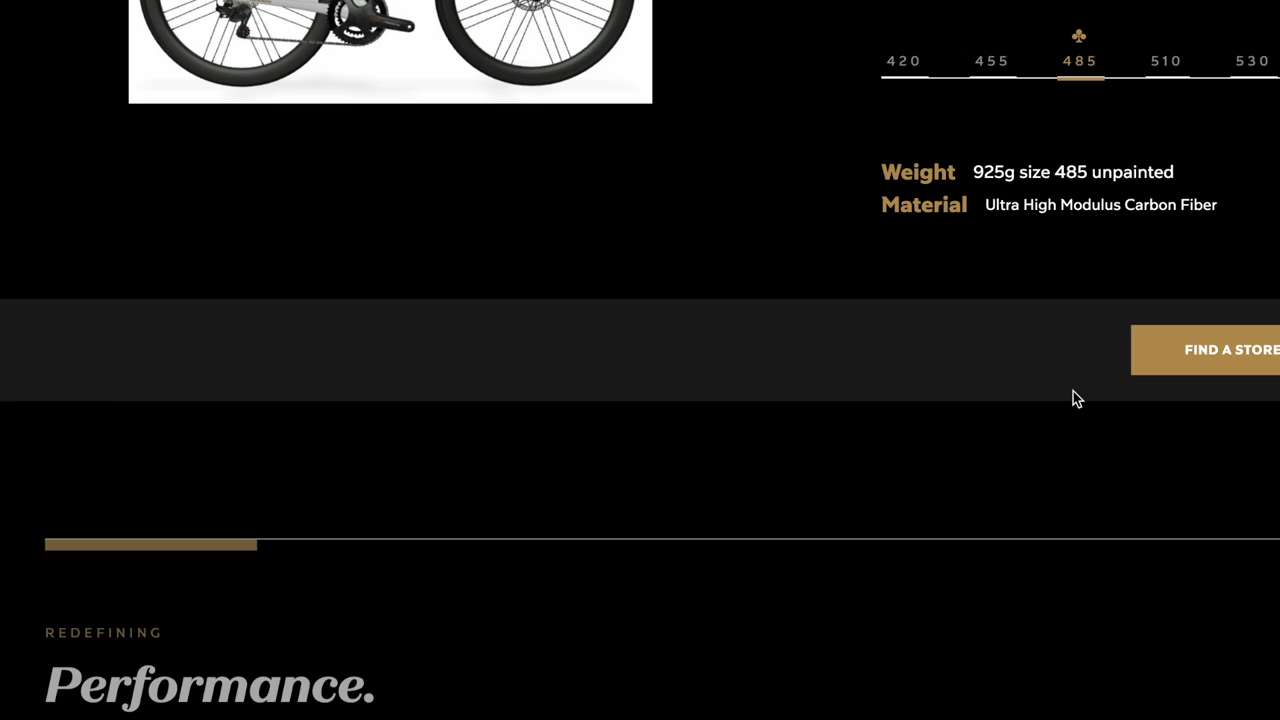 420 455 485 510 530
Weight 925g size 485 unpainted
Material Ultra High Modulus Carbon Fiber
FIND A STORE
REDEFINING
Performance.